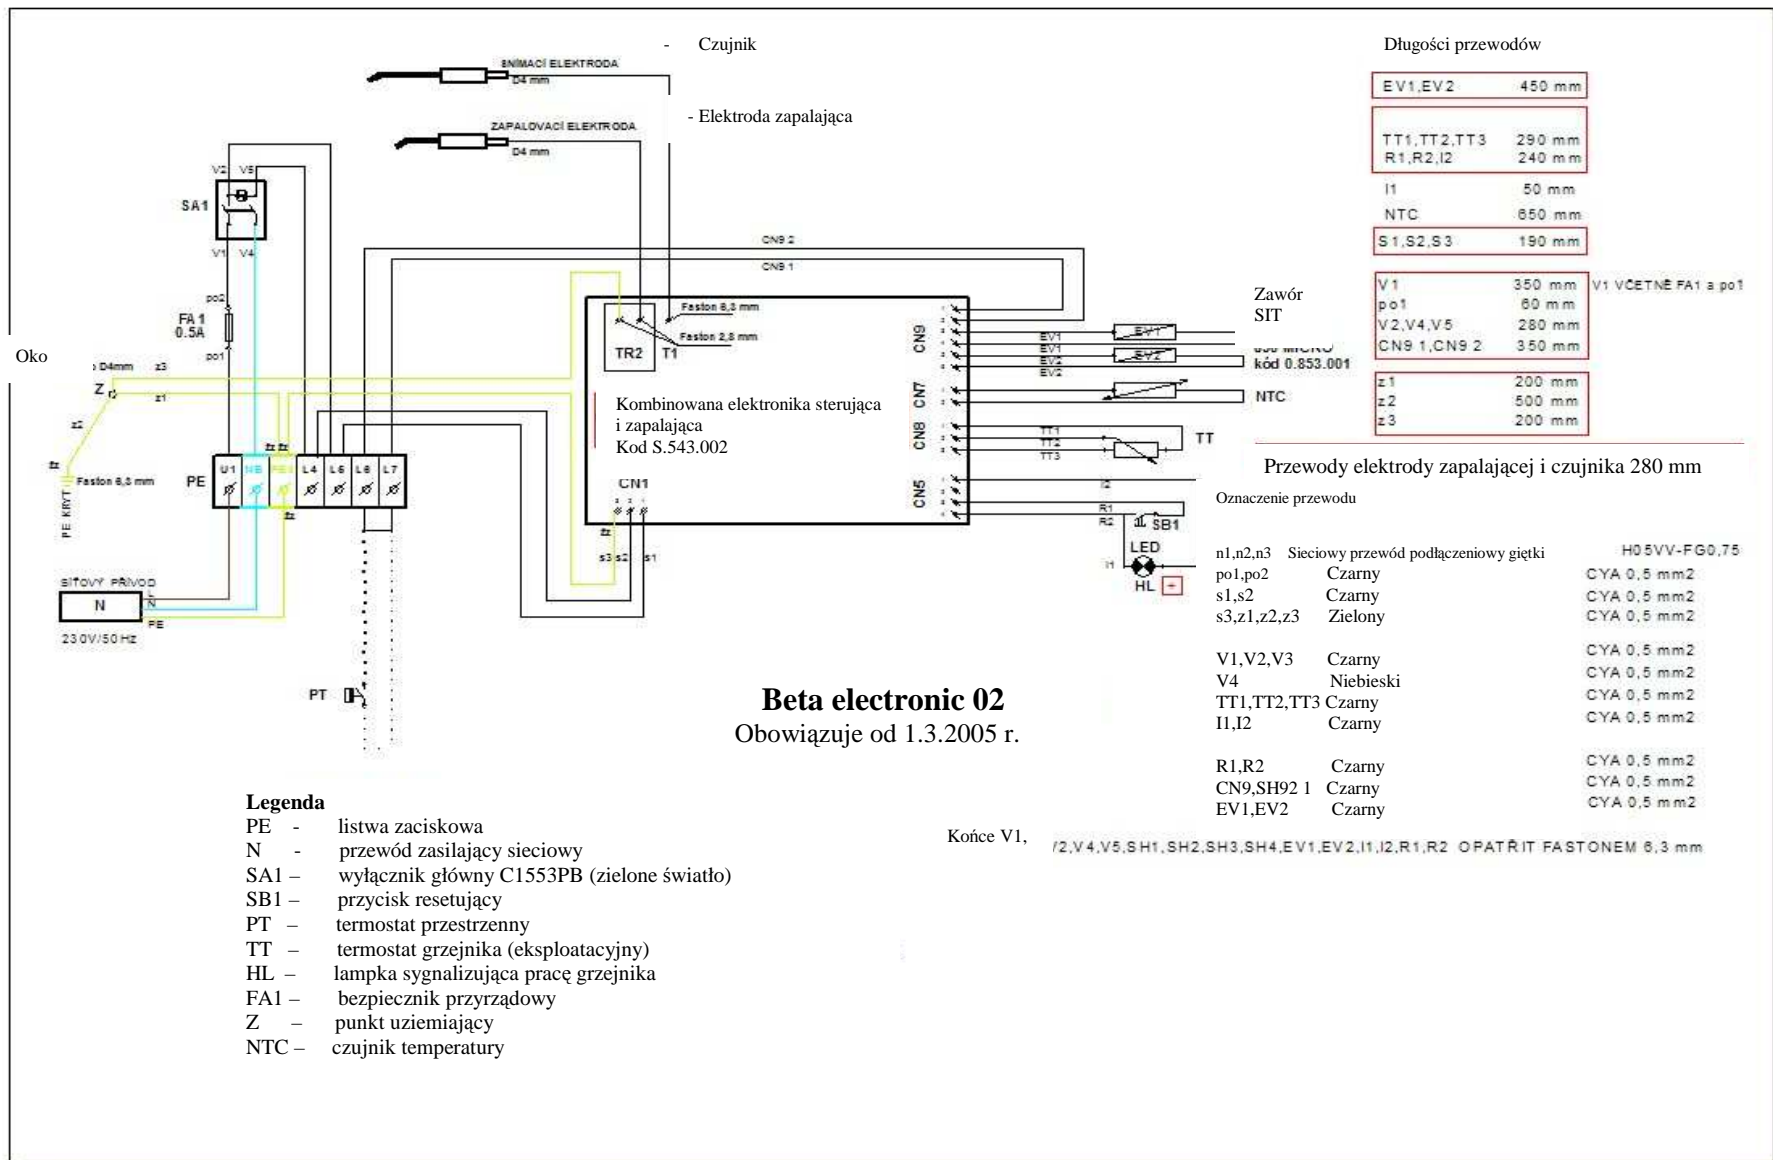 - Czujnik
SNÍMACÍ ELEKTRODA
D4 mm
- Elektroda zapalająca
ZAPALOVACÍ ELEKTRODA
D4 mm
V2 V5
SA1
V1 V4
po2
FA1
0.5A
po1
Oko
D4mm z3
Z z1
z2
fz
Faston 6,3 mm
PE KRYT
fz fz
PE U1 L4 L5 L6 L7
fz
SÍŤOVÝ PŘÍVOD
N
L
N
PE
230V/50 Hz
PT
CN9 2
CN9 1
Faston 6,3 mm
Faston 2,8 mm
TR2 T1
Kombinowana elektronika sterująca
i zapalająca
Kod S.543.002
CN1
3 2 1
fz
s3 s2 s1
CN9
CN7
CN8
CN5
EV1
EV1
EV1
EV2
EV2
EV2
Zawór
SIT
kód 0.853.001
NTC
TT1
TT2
TT3
TT
I2
R1
R2
SB1
LED
I1
HL +
Długości przewodów
EV1,EV2 450 mm
TT1,TT2,TT3 290 mm
R1,R2,I2 240 mm
I1 50 mm
NTC 650 mm
S1,S2,S3 190 mm
V1 350 mm V1 VČETNĚ FA1 a po1
po1 60 mm
V2,V4,V5 280 mm
CN9 1,CN9 2 350 mm
z1 200 mm
z2 500 mm
z3 200 mm
Przewody elektrody zapalającej i czujnika 280 mm
Oznaczenie przewodu
n1,n2,n3 Sieciowy przewód podłączeniowy giętki H05VV-FG0,75
po1,po2 Czarny CYA 0,5 mm2
s1,s2 Czarny CYA 0,5 mm2
s3,z1,z2,z3 Zielony CYA 0,5 mm2
V1,V2,V3 Czarny CYA 0,5 mm2
V4 Niebieski CYA 0,5 mm2
TT1,TT2,TT3 Czarny CYA 0,5 mm2
I1,I2 Czarny CYA 0,5 mm2
R1,R2 Czarny CYA 0,5 mm2
CN9,SH92 1 Czarny CYA 0,5 mm2
EV1,EV2 Czarny CYA 0,5 mm2
Końce V1, /2,V4,V5,SH1,SH2,SH3,SH4,EV1,EV2,I1,I2,R1,R2 OPATŘIT FASTONEM 6,3 mm
Beta electronic 02
Obowiązuje od 1.3.2005 r.
Legenda
PE - listwa zaciskowa
N - przewód zasilający sieciowy
SA1 – wyłącznik główny C1553PB (zielone światło)
SB1 – przycisk resetujący
PT – termostat przestrzenny
TT – termostat grzejnika (eksploatacyjny)
HL – lampka sygnalizująca pracę grzejnika
FA1 – bezpiecznik przyrządowy
Z – punkt uziemiający
NTC – czujnik temperatury